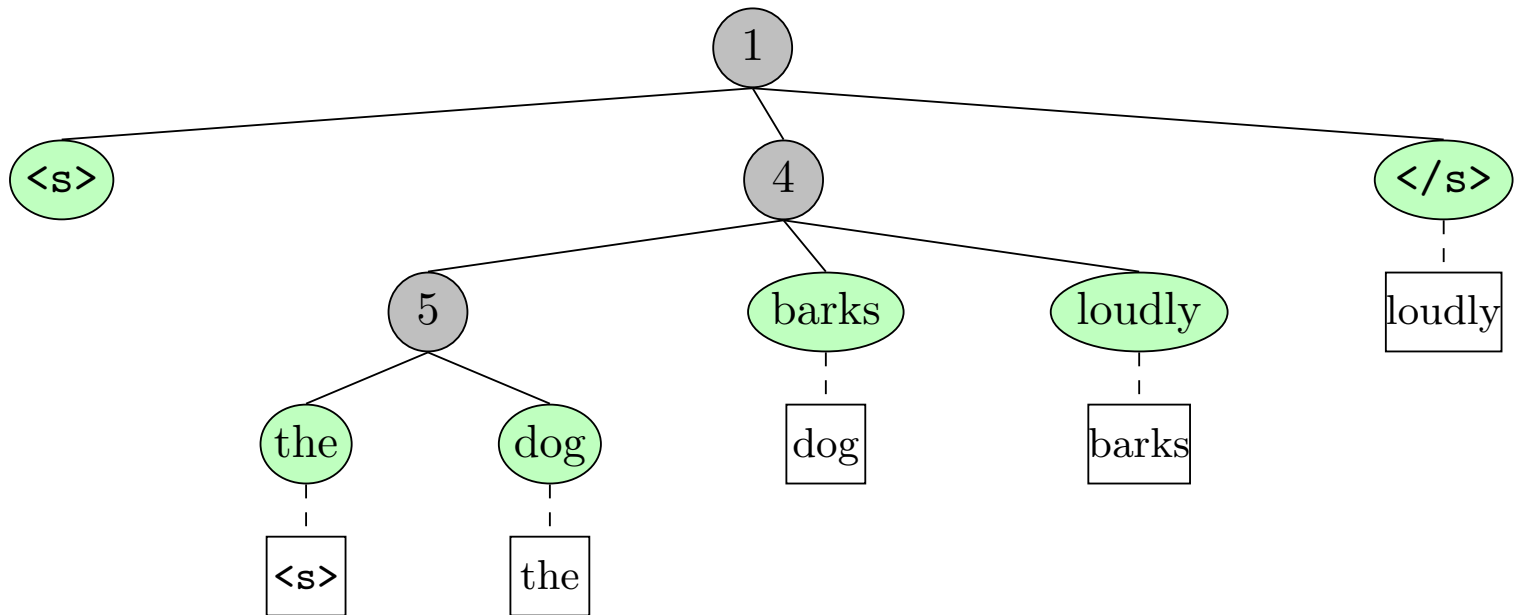 1
<s> 4 </s>
5 barks loudly loudly
the dog dog barks
<s> the